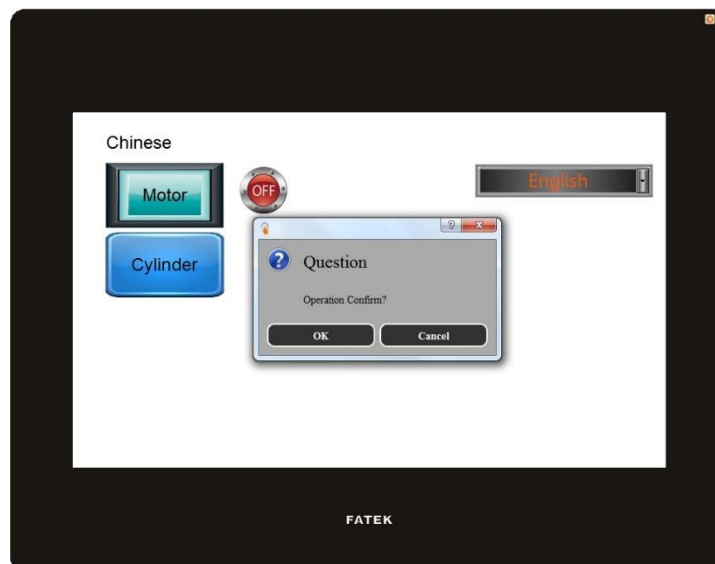 Chinese
Motor
OFF
English
Cylinder
?
Question
Operation Confirm?
OK
Cancel
FATEK